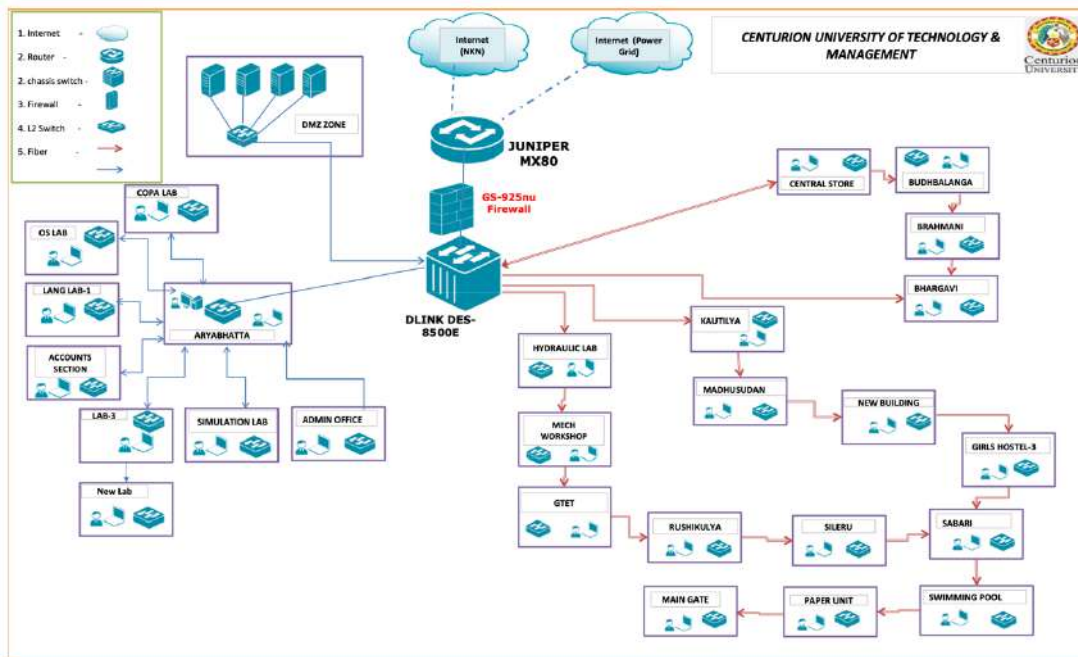 1. Internet -
2. Router -
2. chassis switch -
3. Firewall -
4. L2 Switch -
5. Fiber -
Internet
(NKN)
Internet (Power
Grid)
CENTURION UNIVERSITY OF TECHNOLOGY &
MANAGEMENT
Centurion
UNIVERSITY
DMZ ZONE
JUNIPER
MX80
GS-925nu
Firewall
DLINK DES-
8500E
COPA LAB
OS LAB
LANG LAB-1
ACCOUNTS
SECTION
ARYABHATTA
LAB-3
SIMULATION LAB
ADMIN OFFICE
New Lab
CENTRAL STORE
BUDHBALANGA
BRAHMANI
BHARGAVI
KAUTILYA
HYDRAULIC LAB
MADHUSUDAN
NEW BUILDING
MECH
WORKSHOP
GIRLS HOSTEL-3
GTET
RUSHIKULYA
SILERU
SABARI
MAIN GATE
PAPER UNIT
SWIMMING POOL